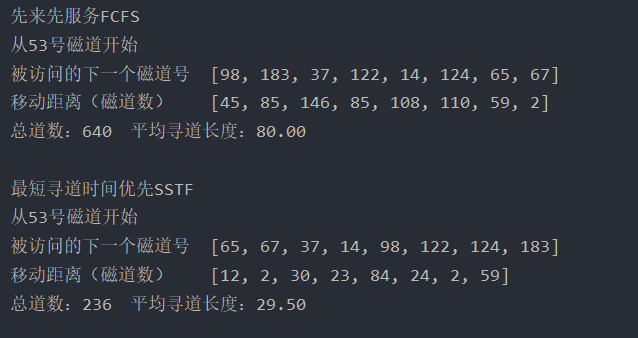 先来先服务FCFS
从53号磁道开始
被访问的下一个磁道号  [98, 183, 37, 122, 14, 124, 65, 67]
移动距离（磁道数）    [45, 85, 146, 85, 108, 110, 59, 2]
总道数：640  平均寻道长度：80.00
最短寻道时间优先SSTF
从53号磁道开始
被访问的下一个磁道号  [65, 67, 37, 14, 98, 122, 124, 183]
移动距离（磁道数）    [12, 2, 30, 23, 84, 24, 2, 59]
总道数：236  平均寻道长度：29.50